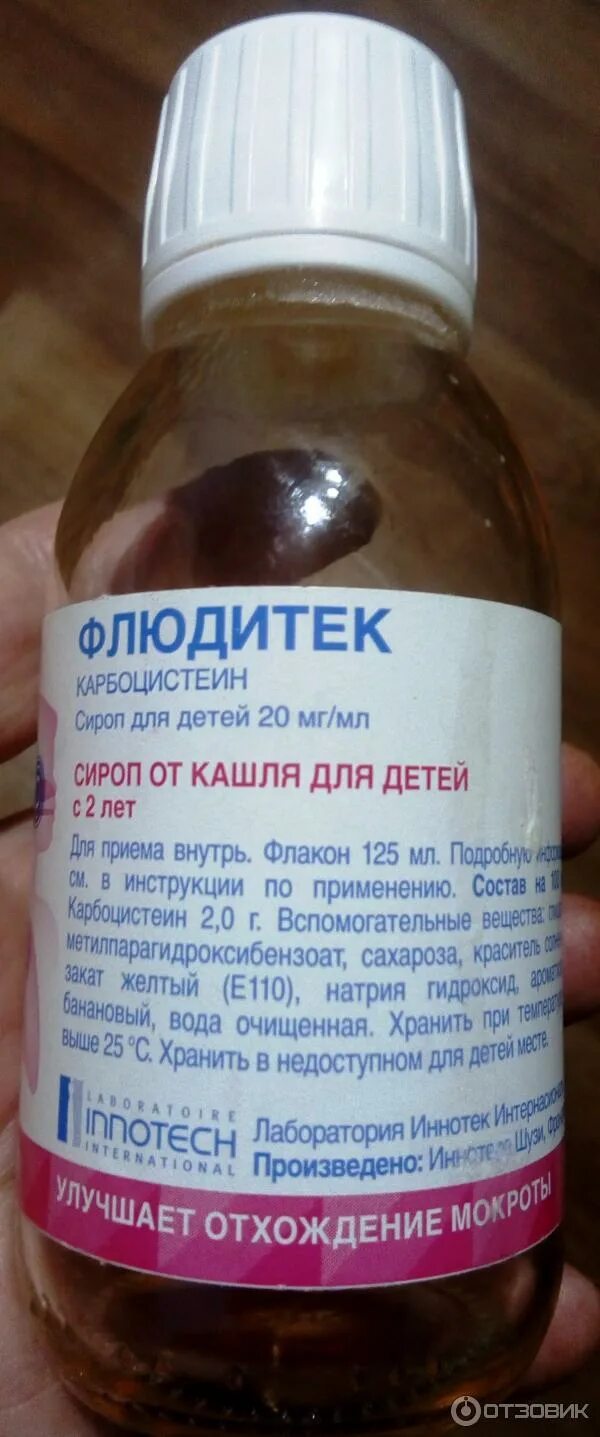 ФЛЮДИТЕК
КАРБОЦИСТЕИН
Сироп для детей 20 мг/мл
СИРОП ОТ КАШЛЯ ДЛЯ ДЕТЕЙ
с 2 лет
Для приема внутрь. Флакон 125 мл. Подробную
см. в инструкции по применению. Состав на 100
Карбоцистеин 2,0 г. Вспомогательные вещества:
метилпарагидроксибензоат, сахароза, краситель
закат желтый (Е110), натрия гидроксид,
банановый, вода очищенная. Хранить при
выше 25 °С. Хранить в недоступном для детей месте.
LABORATOIRE
INNOTECH
INTERNATIONAL
Лаборатория Иннотек
Произведено: Шузи,
УЛУЧШАЕТ ОТХОЖДЕНИЕ МОКРОТЫ
ОТЗОВИК